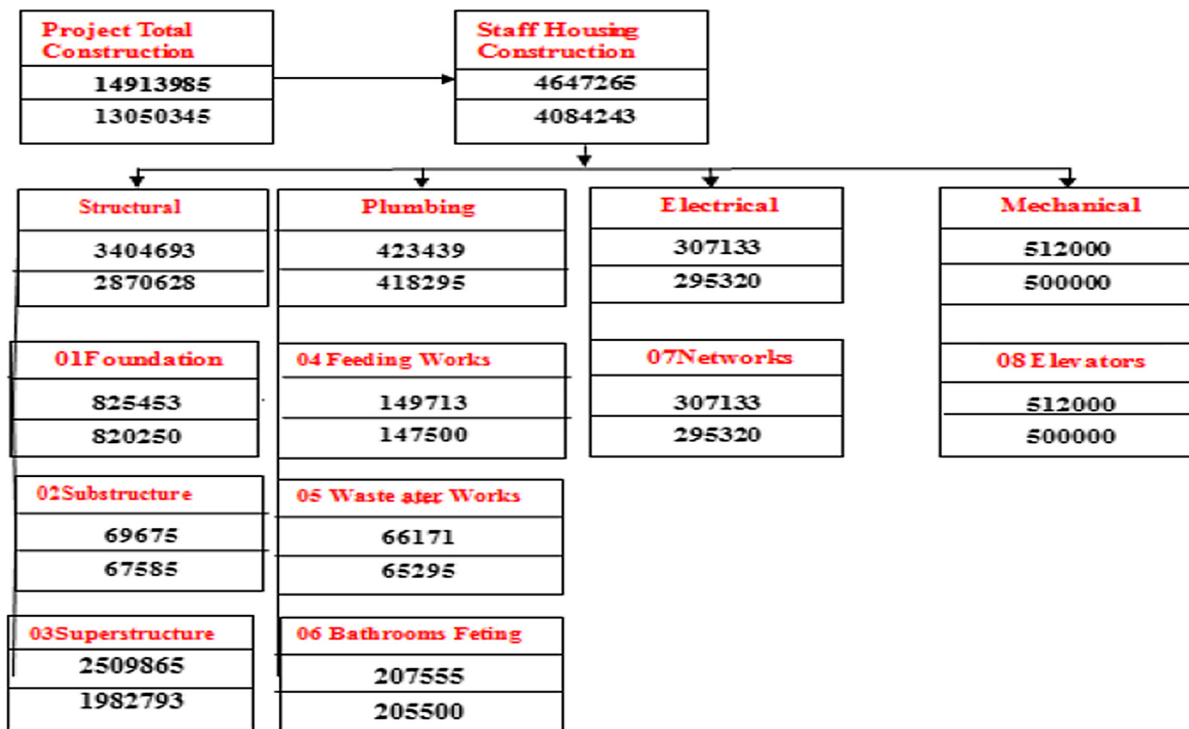 Project Total
Construction
14913985
13050345
Staff Housing
Construction
4647265
4084243
Structural
3404693
2870628
Plumbing
423439
418295
Electrical
307133
295320
Mechanical
512000
500000
01Foundation
825453
820250
04 Feeding Works
149713
147500
07Networks
307133
295320
08 Elevators
512000
500000
02Substructure
69675
67585
05 Waste ater Works
66171
65295
03Superstructure
2509865
1982793
06 Bathrooms Feting
207555
205500